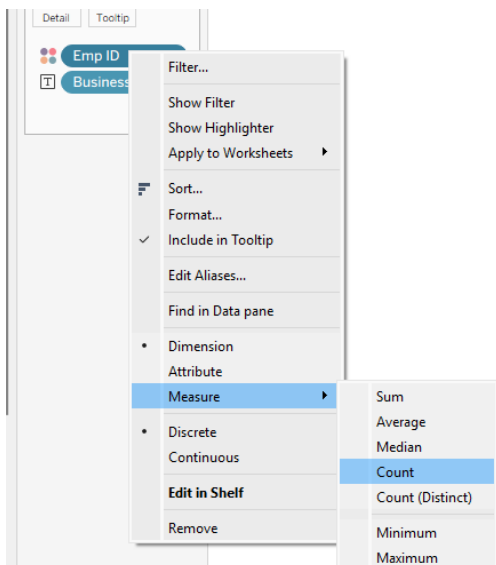 Detail Tooltip
Emp ID
T Business
Filter...
Show Filter
Show Highlighter
Apply to Worksheets
Sort...
Format...
Include in Tooltip
Edit Aliases...
Find in Data pane
Dimension
Attribute
Measure
Discrete
Continuous
Edit in Shelf
Remove
Sum
Average
Median
Count
Count (Distinct)
Minimum
Maximum